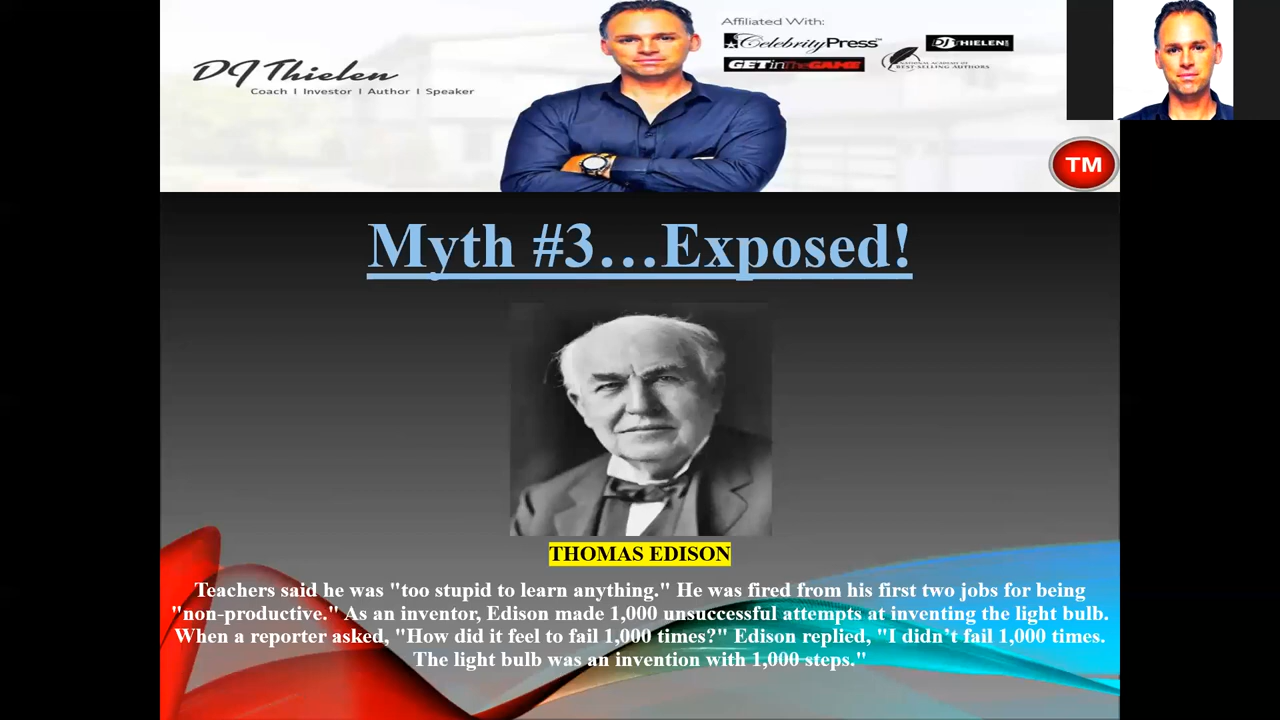 DJ Thielen
Coach I Investor I Author I Speaker
Affiliated With:
CelebrityPress™
DJ THIELEN
GET in the GAME
NATIONAL ACADEMY OF
BEST-SELLING AUTHORS
TM
Myth #3…Exposed!
THOMAS EDISON
Teachers said he was "too stupid to learn anything." He was fired from his first two jobs for being
"non-productive." As an inventor, Edison made 1,000 unsuccessful attempts at inventing the light bulb.
When a reporter asked, "How did it feel to fail 1,000 times?" Edison replied, "I didn’t fail 1,000 times.
The light bulb was an invention with 1,000 steps."